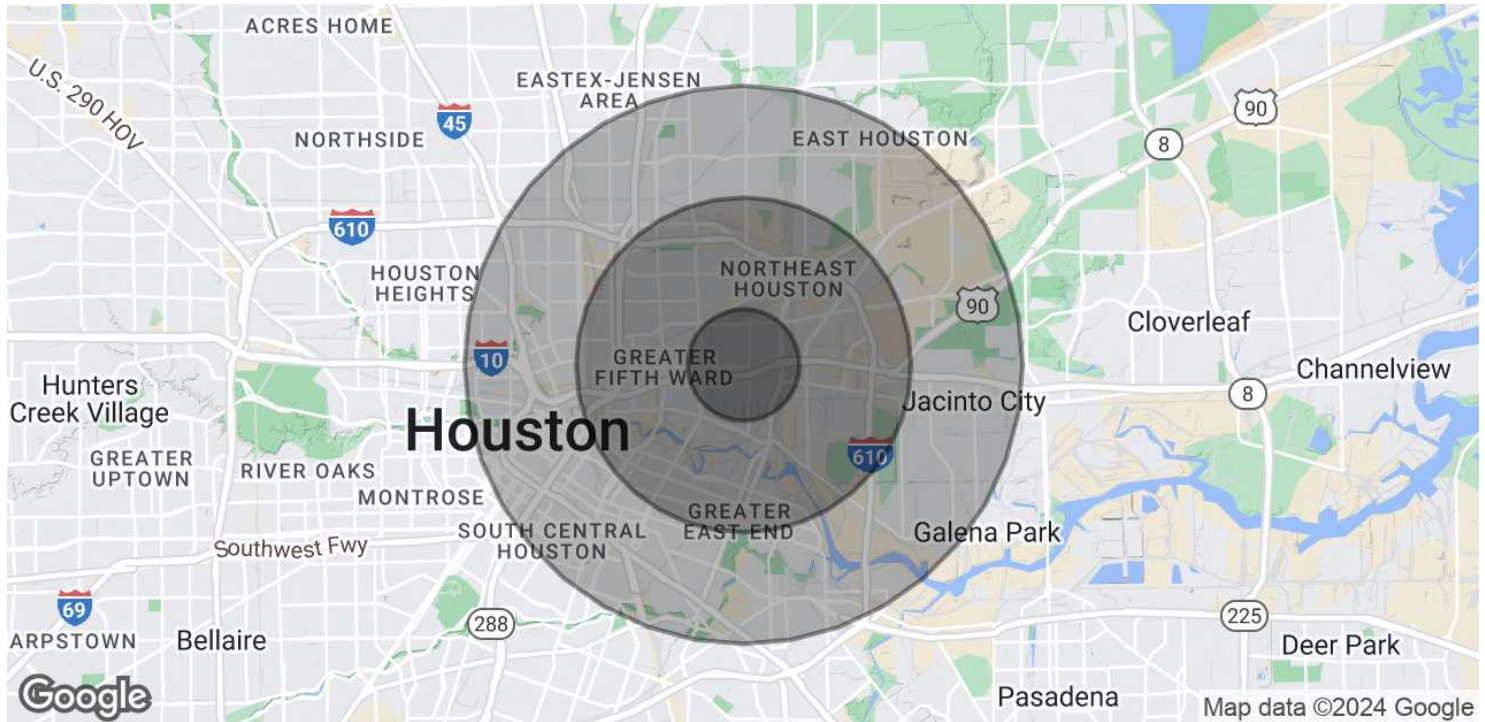 ACRES HOME
U.S. 290 HOV
EASTEX-JENSEN
AREA
90
45
NORTHSIDE
EAST HOUSTON
8
610
HOUSTON
HEIGHTS
NORTHEAST
HOUSTON
90
Cloverleaf
10
GREATER
FIFTH WARD
Channelview
Hunters
Creek Village
8
Jacinto City
Houston
610
GREATER
UPTOWN
RIVER OAKS
MONTROSE
GREATER
EAST END
SOUTH CENTRAL
HOUSTON
Galena Park
Southwest Fwy
69
288
225
ARPSTOWN
Bellaire
Deer Park
Google
Pasadena
Map data ©2024 Google